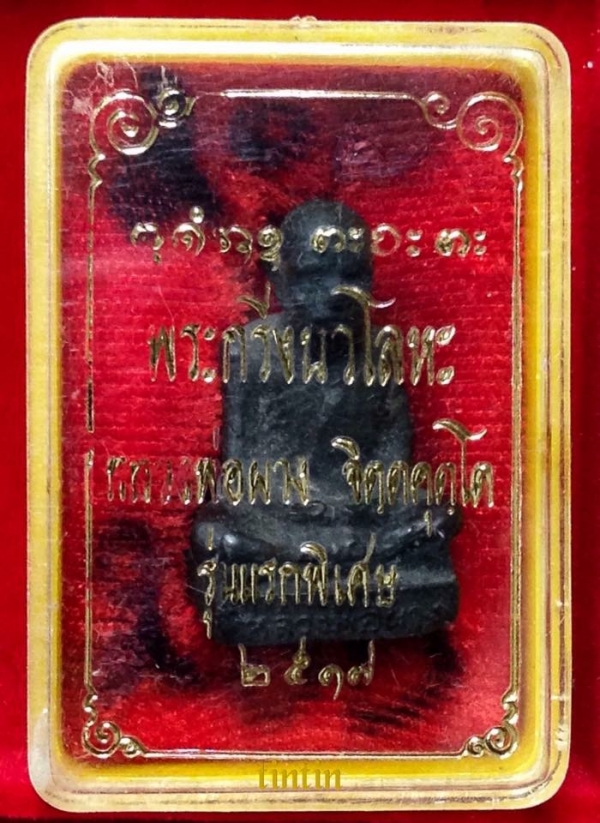 พระกริ่งนวโลหะ
หลวงพ่อผาง จิตฺตคุตฺโต
รุ่นแรกพิเศษ
๒๕๑๗
tintin